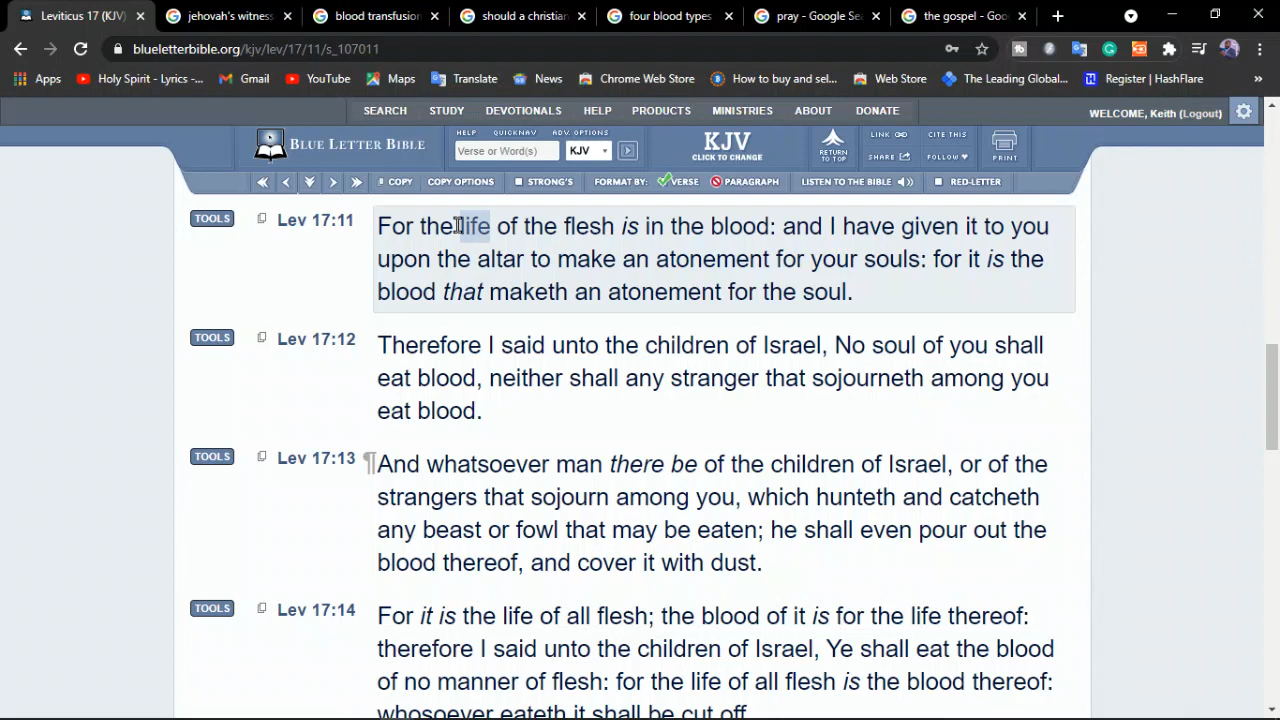 Leviticus 17 (KJV) jehovah's witness blood transfusion should a christian four blood types pray - Google Sea the gospel - Goo
blueletterbible.org/kjv/lev/17/11/s_107011
Apps Holy Spirit - Lyrics -... Gmail YouTube Maps Translate News Chrome Web Store How to buy and sel... Web Store The Leading Global... Register | HashFlare »
SEARCH STUDY DEVOTIONALS HELP PRODUCTS MINISTRIES ABOUT DONATE WELCOME, Keith (Logout)
HELP QUICKNAV ADV. OPTIONS
BLUE LETTER BIBLE Verse or Word(s) KJV
KJV
CLICK TO CHANGE
RETURN TO TOP
LINK CITE THIS
SHARE FOLLOW PRINT
COPY COPY OPTIONS STRONG'S FORMAT BY: VERSE PARAGRAPH LISTEN TO THE BIBLE RED-LETTER
TOOLS Lev 17:11 For the life of the flesh is in the blood: and I have given it to you
upon the altar to make an atonement for your souls: for it is the
blood that maketh an atonement for the soul.
TOOLS Lev 17:12 Therefore I said unto the children of Israel, No soul of you shall
eat blood, neither shall any stranger that sojourneth among you
eat blood.
TOOLS Lev 17:13 ¶And whatsoever man there be of the children of Israel, or of the
strangers that sojourn among you, which hunteth and catcheth
any beast or fowl that may be eaten; he shall even pour out the
blood thereof, and cover it with dust.
TOOLS Lev 17:14 For it is the life of all flesh; the blood of it is for the life thereof:
therefore I said unto the children of Israel, Ye shall eat the blood
of no manner of flesh: for the life of all flesh is the blood thereof:
whosoever eateth it shall be cut off.